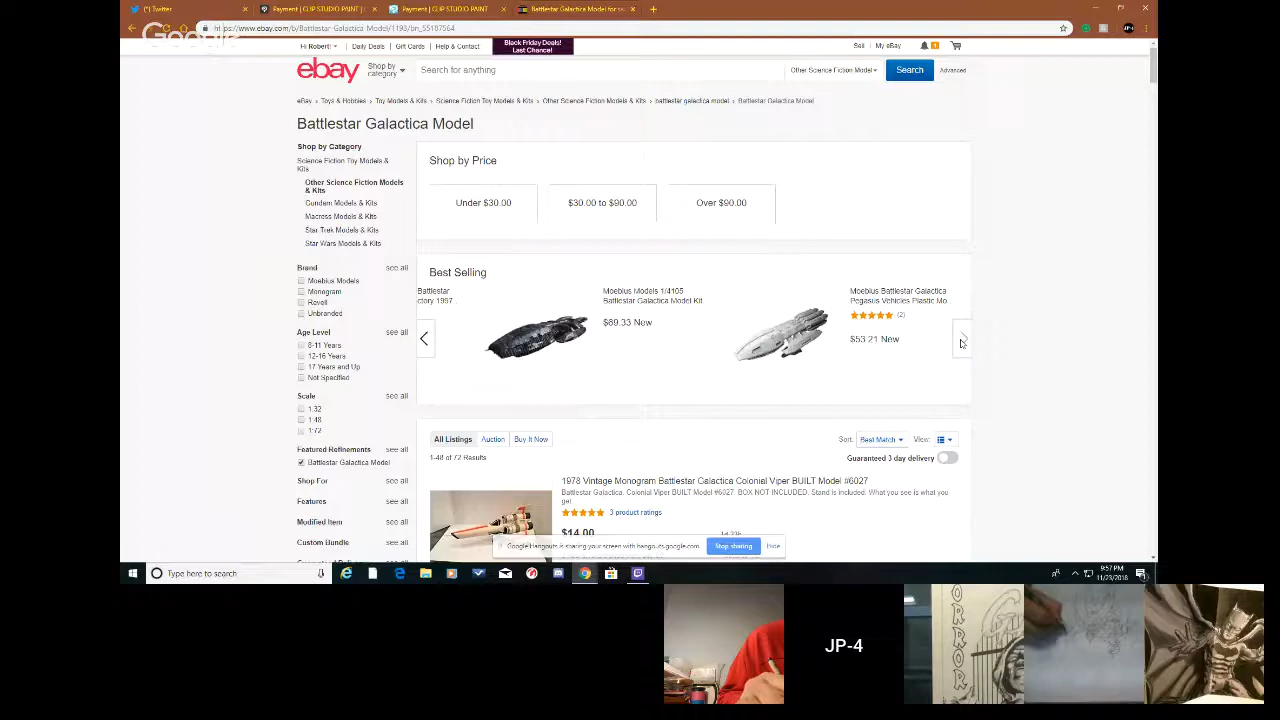 (*) Twitter
Payment | CLIP STUDIO PAINT
Payment | CLIP STUDIO PAINT
Battlestar Galactica Model for sa
https://www.ebay.com/b/Battlestar-Galactica-Model/1193/bn_55187564
Google
Hi Robert!
Daily Deals
Gift Cards
Help & Contact
Black Friday Deals!
Last Chance!
Sell
My eBay
ebay
Shop by
category
Search for anything
Other Science Fiction Model
Search
Advanced
eBay > Toys & Hobbies > Toy Models & Kits > Science Fiction Toy Models & Kits > Other Science Fiction Models & Kits > battlestar galactica model > Battlestar Galactica Model
Battlestar Galactica Model
Shop by Category
Science Fiction Toy Models &
Kits
Other Science Fiction Models
& Kits
Gundam Models & Kits
Macross Models & Kits
Star Trek Models & Kits
Star Wars Models & Kits
Brand see all
Moebius Models
Monogram
Revell
Unbranded
Age Level see all
8-11 Years
12-16 Years
17 Years and Up
Not Specified
Scale see all
1:32
1:48
1:72
Featured Refinements see all
Battlestar Galactica Model
Shop For see all
Features see all
Modified Item see all
Custom Bundle see all
see all
Shop by Price
Under $30.00
$30.00 to $90.00
Over $90.00
Best Selling
Battlestar
ctory 1997 ..
Moebius Models 1/4105
Battlestar Galactica Model Kit
$69.33 New
Moebius Battlestar Galactica
Pegasus Vehicles Plastic Mo..
(2)
$53.21 New
All Listings
Auction
Buy It Now
Sort: Best Match
View:
1-48 of 72 Results
Guaranteed 3 day delivery
1978 Vintage Monogram Battlestar Galactica Colonial Viper BUILT Model #6027
Battlestar Galactica. Colonial Viper BUILT Model #6027. BOX NOT INCLUDED. Stand is included. What you see is what you
get
3 product ratings
$14.00
Google Hangouts is sharing your screen with hangouts.google.com.
Stop sharing
Hide
Type here to search
9:57 PM
11/23/2018
JP-4
ORROR